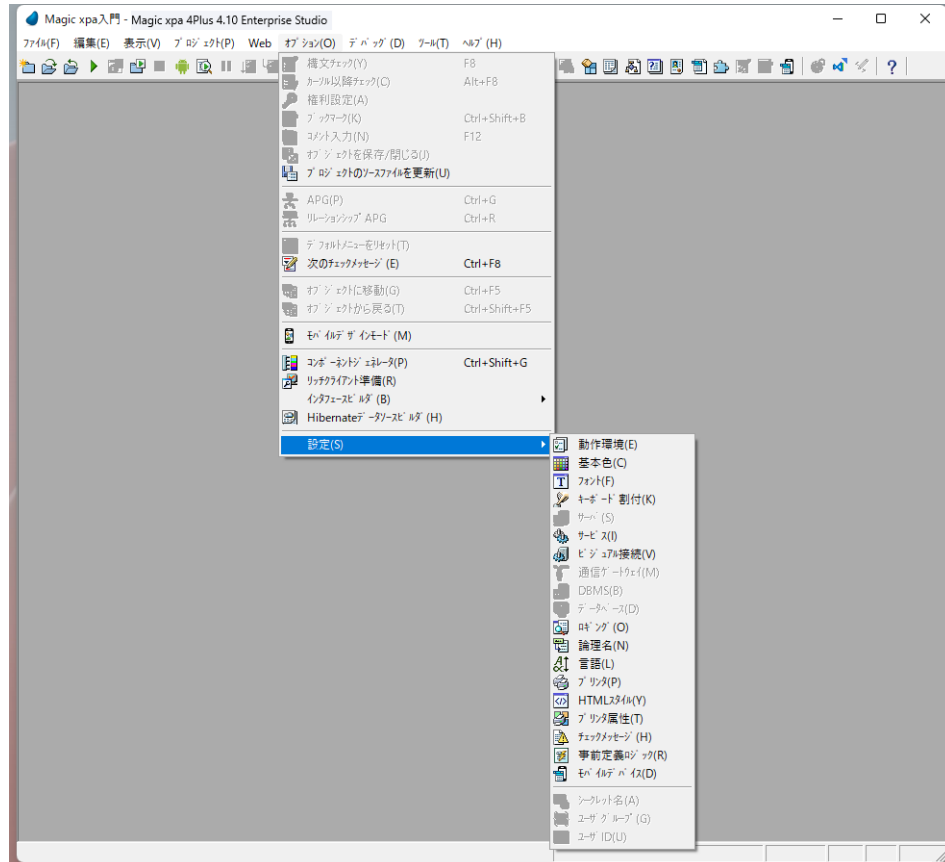 Magic xpa入門 - Magic xpa 4Plus 4.10 Enterprise Studio
ﾌｧｲﾙ(F) 編集(E) 表示(V) ﾌﾟﾛｼﾞｪｸﾄ(P) Web ｵﾌﾟｼｮﾝ(O) ﾃﾞﾊﾞｯｸﾞ(D) ﾂｰﾙ(T) ﾍﾙﾌﾟ(H)
構文ﾁｪｯｸ(Y) F8
ｶｰｿﾙ以降ﾁｪｯｸ(C) Alt+F8
権利設定(A)
ﾌﾞｯｸﾏｰｸ(K) Ctrl+Shift+B
ｺﾒﾝﾄ入力(N) F12
ｵﾌﾞｼﾞｪｸﾄを保存/閉じる(J)
ﾌﾟﾛｼﾞｪｸﾄのｿｰｽﾌｧｲﾙを更新(U)
APG(P) Ctrl+G
ﾘﾚｰｼｮﾝｼｯﾌﾟAPG Ctrl+R
ﾃﾞﾌｫﾙﾄﾒﾆｭｰをﾘｾｯﾄ(T)
次のﾁｪｯｸﾒｯｾｰｼﾞ(E) Ctrl+F8
ｵﾌﾞｼﾞｪｸﾄに移動(G) Ctrl+F5
ｵﾌﾞｼﾞｪｸﾄから戻る(T) Ctrl+Shift+F5
ﾓﾊﾞｲﾙﾃﾞｻﾞｲﾝﾓｰﾄﾞ(M)
ｺﾝﾎﾟｰﾈﾝﾄｼﾞｪﾈﾚｰﾀ(P) Ctrl+Shift+G
ﾘｯﾁｸﾗｲｱﾝﾄ準備(R)
ｲﾝﾀﾌｪｰｽﾋﾞﾙﾀﾞ(B)
Hibernateﾃﾞｰﾀｿｰｽﾋﾞﾙﾀﾞ(H)
設定(S)
動作環境(E)
基本色(C)
ﾌｫﾝﾄ(F)
ｷｰﾎﾞｰﾄﾞ割付(K)
ｻｰﾊﾞ(S)
ｻｰﾋﾞｽ(I)
ﾋﾞｼﾞｭｱﾙ接続(V)
通信ｹﾞｰﾄｳｪｲ(M)
DBMS(B)
ﾃﾞｰﾀﾍﾞｰｽ(D)
ﾛｷﾞﾝｸﾞ(O)
論理名(N)
言語(L)
ﾌﾟﾘﾝﾀ(P)
HTMLｽﾀｲﾙ(Y)
ﾌﾟﾘﾝﾀ属性(T)
ﾁｪｯｸﾒｯｾｰｼﾞ(H)
事前定義ﾛｼﾞｯｸ(R)
ﾓﾊﾞｲﾙﾃﾞﾊﾞｲｽ(D)
ｼｰｸﾚｯﾄ名(A)
ﾕｰｻﾞｸﾞﾙｰﾌﾟ(G)
ﾕｰｻﾞID(U)